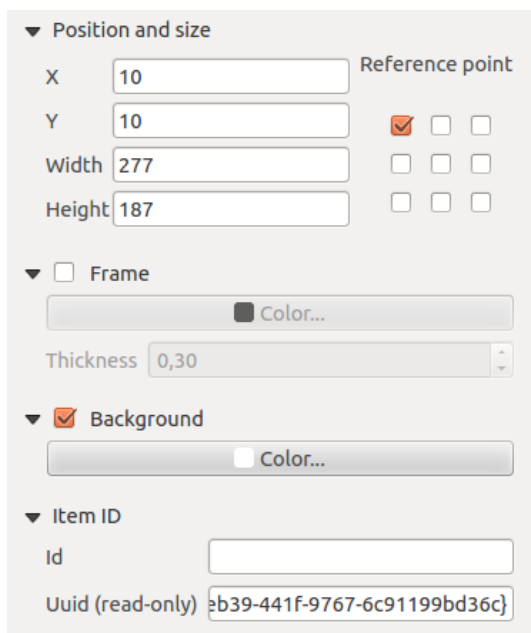 Position and size
X 10 Reference point
Y 10
Width 277
Height 187
Frame
Color...
Thickness 0,30
Background
Color...
Item ID
Id
Uuid (read-only) eb39-441f-9767-6c91199bd36c}